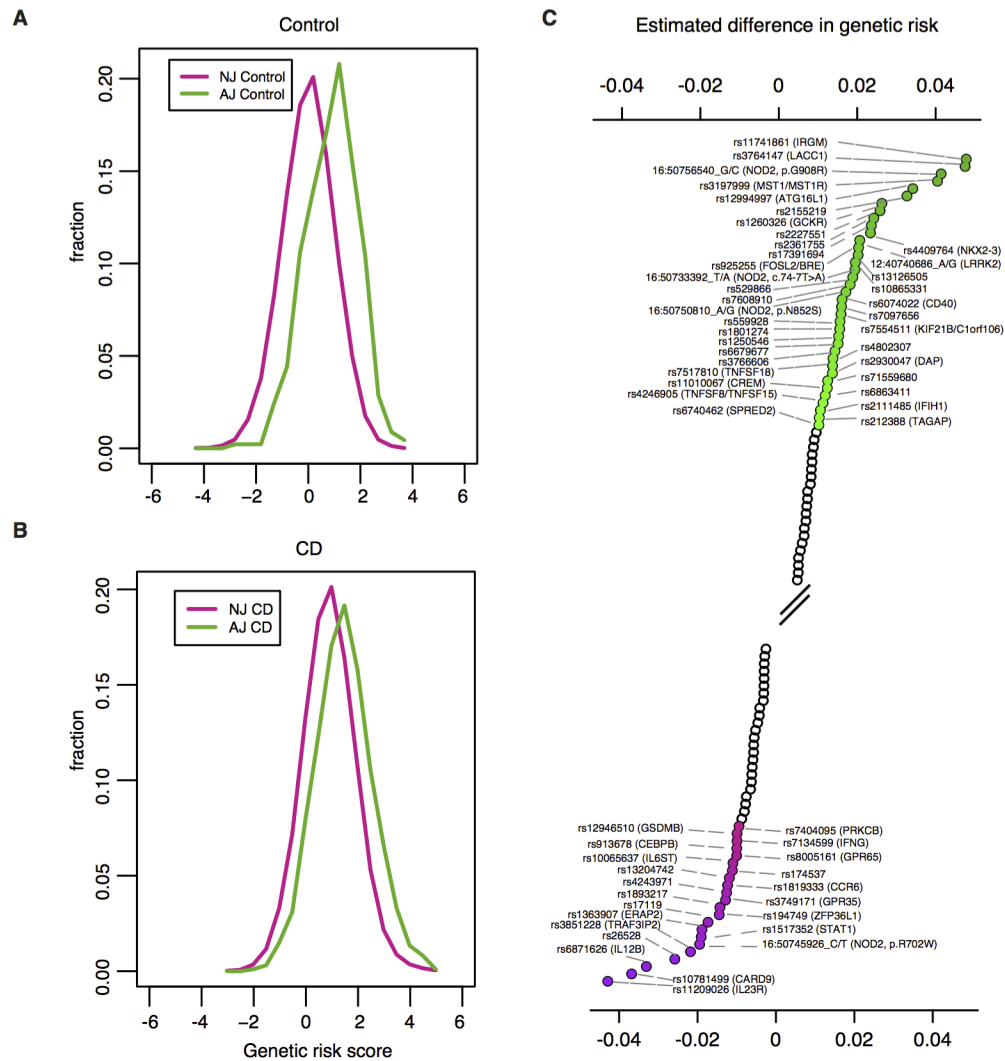 A
Control
NJ Control
AJ Control
fraction
0.20
0.15
0.10
0.05
0.00
-6 -4 −2 0 2 4 6
B
CD
NJ CD
AJ CD
fraction
0.20
0.15
0.10
0.05
0.00
-6 -4 -2 0 2 4 6
Genetic risk score
C
Estimated difference in genetic risk
-0.04 -0.02 0 0.02 0.04
rs11741861 (IRGM)
rs3764147 (LACC1)
16:50756540_G/C (NOD2, p.G908R)
rs3197999 (MST1/MST1R)
rs12994997 (ATG16L1)
rs2155219
rs1260326 (GCKR)
rs2227551
rs2361755
rs17391694
rs925255 (FOSL2/BRE)
16:50733392_T/A (NOD2, c.74-7T>A)
rs529866
rs7608910
16:50750810_A/G (NOD2, p.N852S)
rs559928
rs1801274
rs1250546
rs6679677
rs3766606
rs7517810 (TNFSF18)
rs11010067 (CREM)
rs4246905 (TNFSF8/TNFSF15)
rs6740462 (SPRED2)
rs4409764 (NKX2-3)
12:40740686_A/G (LRRK2)
rs13126505
rs10865331
rs6074022 (CD40)
rs7097656
rs7554511 (KIF21B/C1orf106)
rs4802307
rs2930047 (DAP)
rs71559680
rs6863411
rs2111485 (IFIH1)
rs212388 (TAGAP)
rs12946510 (GSDMB)
rs913678 (CEBPB)
rs10065637 (IL6ST)
rs13204742
rs4243971
rs1893217
rs17119
rs1363907 (ERAP2)
rs3851228 (TRAF3IP2)
rs26528
rs6871626 (IL12B)
rs7404095 (PRKCB)
rs7134599 (IFNG)
rs8005161 (GPR65)
rs174537
rs1819333 (CCR6)
rs3749171 (GPR35)
rs194749 (ZFP36L1)
rs1517352 (STAT1)
16:50745926_C/T (NOD2, p.R702W)
rs10781499 (CARD9)
rs11209026 (IL23R)
-0.04 -0.02 0 0.02 0.04